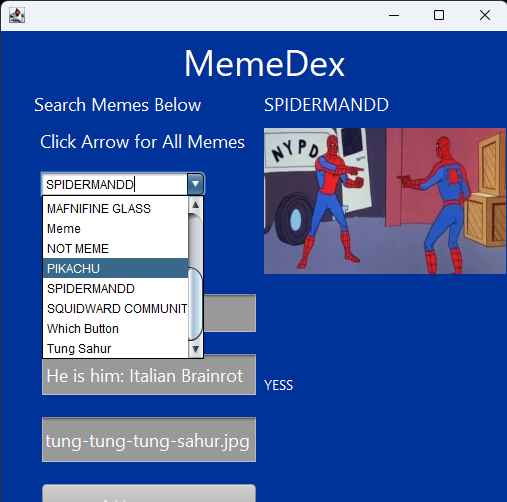 MemeDex
Search Memes Below
SPIDERMANDD
Click Arrow for All Memes
NYPD
SPIDERMANDD
MAFNIFINE GLASS
Meme
NOT MEME
PIKACHU
SPIDERMANDD
SQUIDWARD COMMUNIT
Which Button
Tung Sahur
He is him: Italian Brainrot
YESS
tung-tung-tung-sahur.jpg